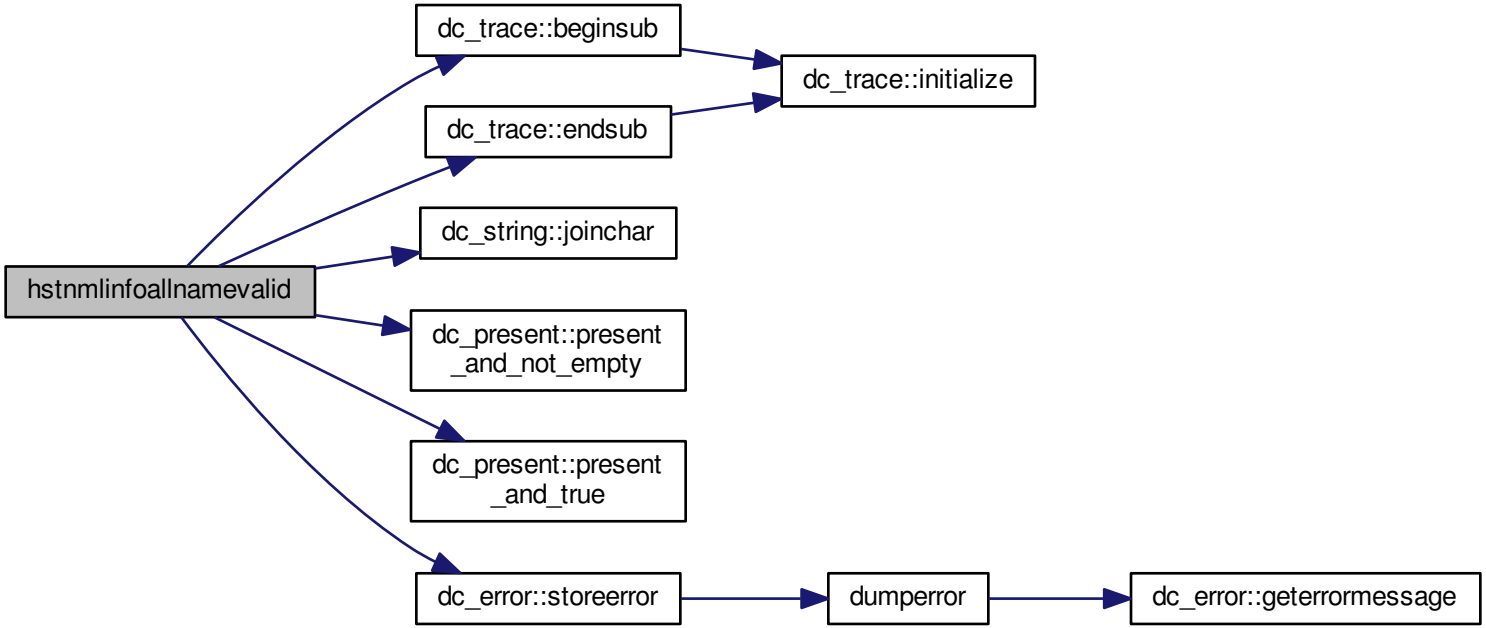 dc_trace::beginsub
dc_trace::initialize
dc_trace::endsub
dc_string::joinchar
hstnmlinfoallnamevalid
dc_present::present
_and_not_empty
dc_present::present
_and_true
dc_error::storeerror
dumperror
dc_error::geterrormessage